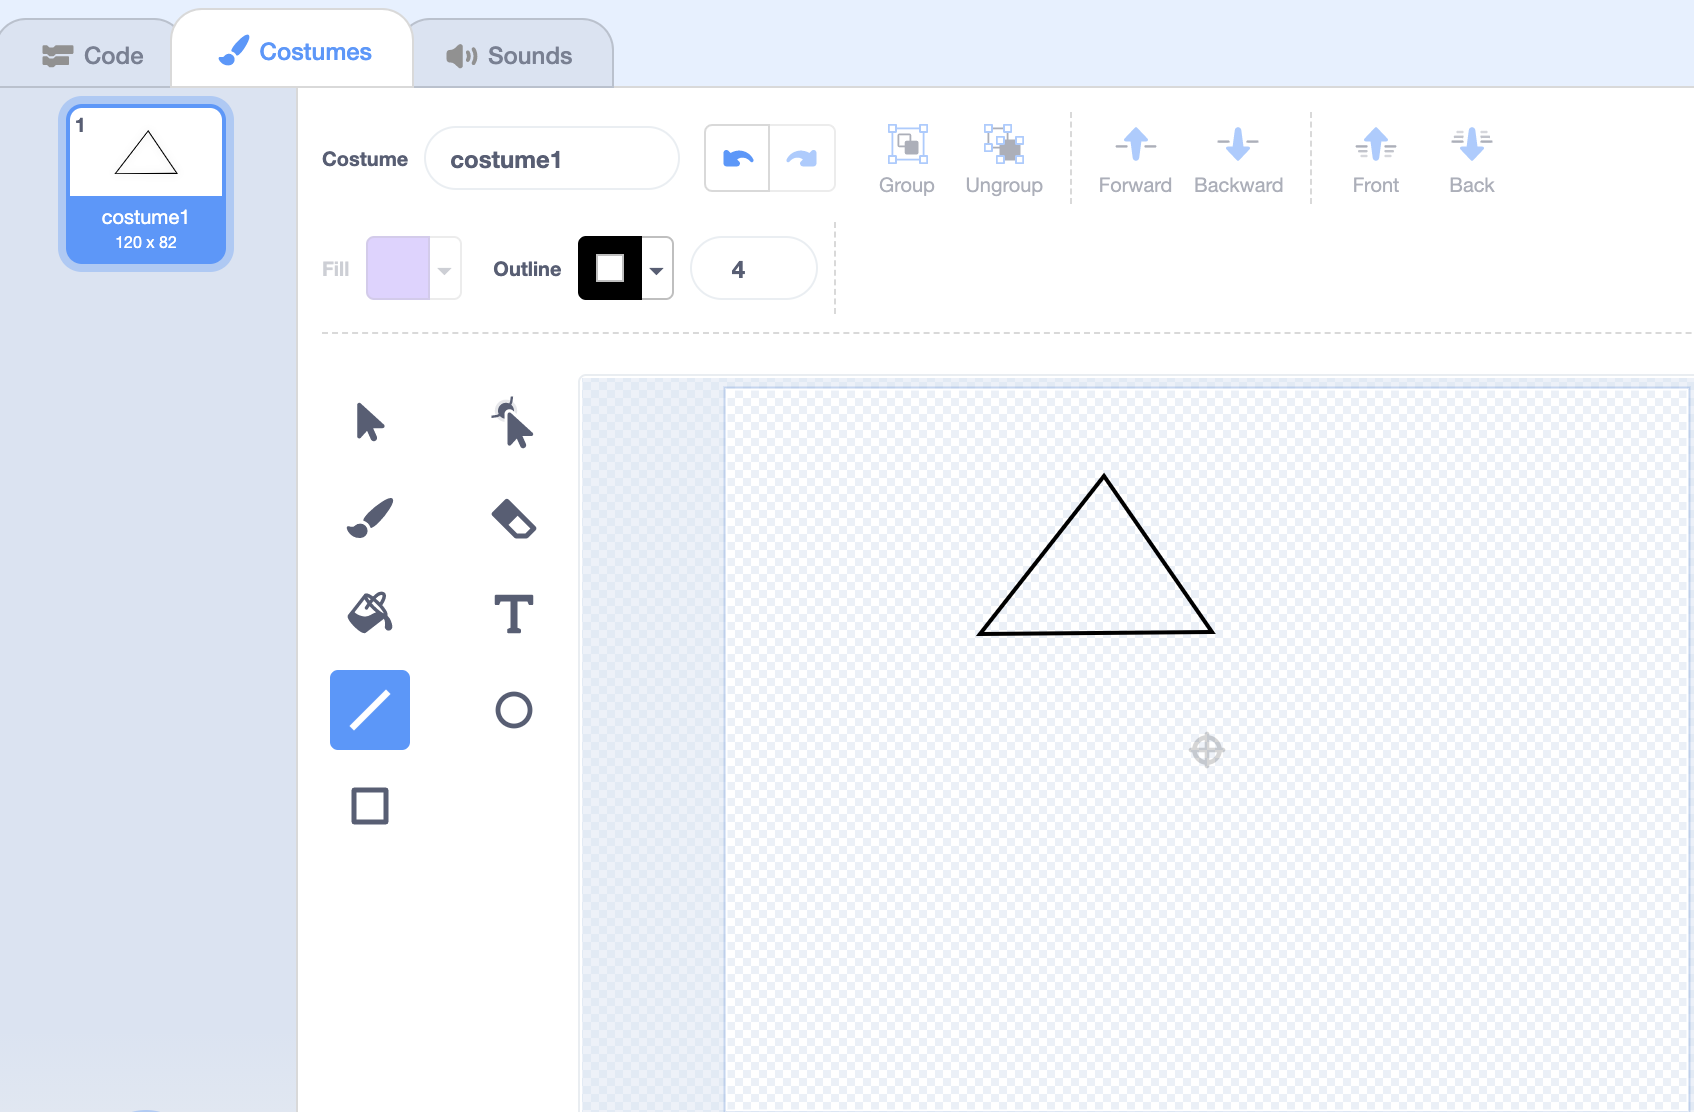 Code
Costumes
Sounds
1
costume1
120 x 82
Costume
costume1
Group
Ungroup
Forward
Backward
Front
Back
Fill
Outline
4
T